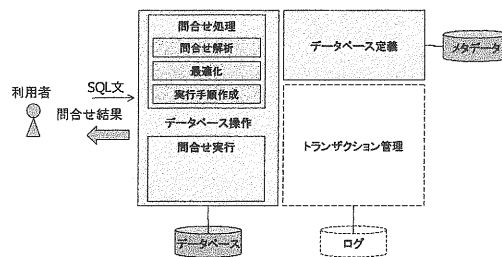 問合せ処理
問合せ解析
最適化
実行手順作成
データベース操作
問合せ実行
データベース定義
メタデータ
トランザクション管理
利用者
SQL文
問合せ結果
データベース
ログ